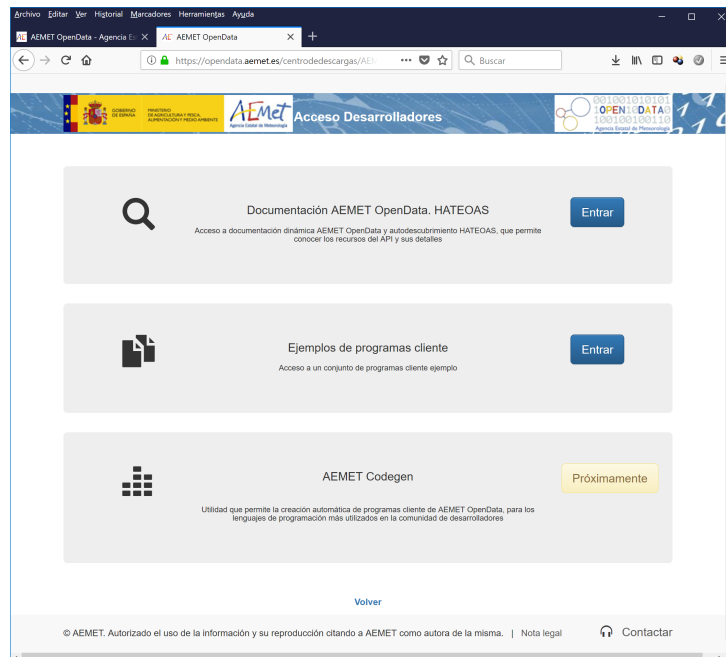 Archivo Editar Ver Historial Marcadores Herramientas Ayuda
AEMET OpenData - Agencia Es
AEMET OpenData
https://opendata.aemet.es/centrodedescargas/AEM
Buscar
GOBIERNO DE ESPAÑA
MINISTERIO DE AGRICULTURA Y PESCA, ALIMENTACIÓN Y MEDIO AMBIENTE
AEMet
Agencia Estatal de Meteorología
Acceso Desarrolladores
OPENDATA
Agencia Estatal de Meteorología
Documentación AEMET OpenData. HATEOAS
Entrar
Acceso a documentación dinámica AEMET OpenData y autodescubrimiento HATEOAS, que permite
conocer los recursos del API y sus detalles
Ejemplos de programas cliente
Entrar
Acceso a un conjunto de programas cliente ejemplo
AEMET Codegen
Próximamente
Utilidad que permite la creación automática de programas cliente de AEMET OpenData, para los
lenguajes de programación más utilizados en la comunidad de desarrolladores
Volver
© AEMET. Autorizado el uso de la información y su reproducción citando a AEMET como autora de la misma. | Nota legal
Contactar